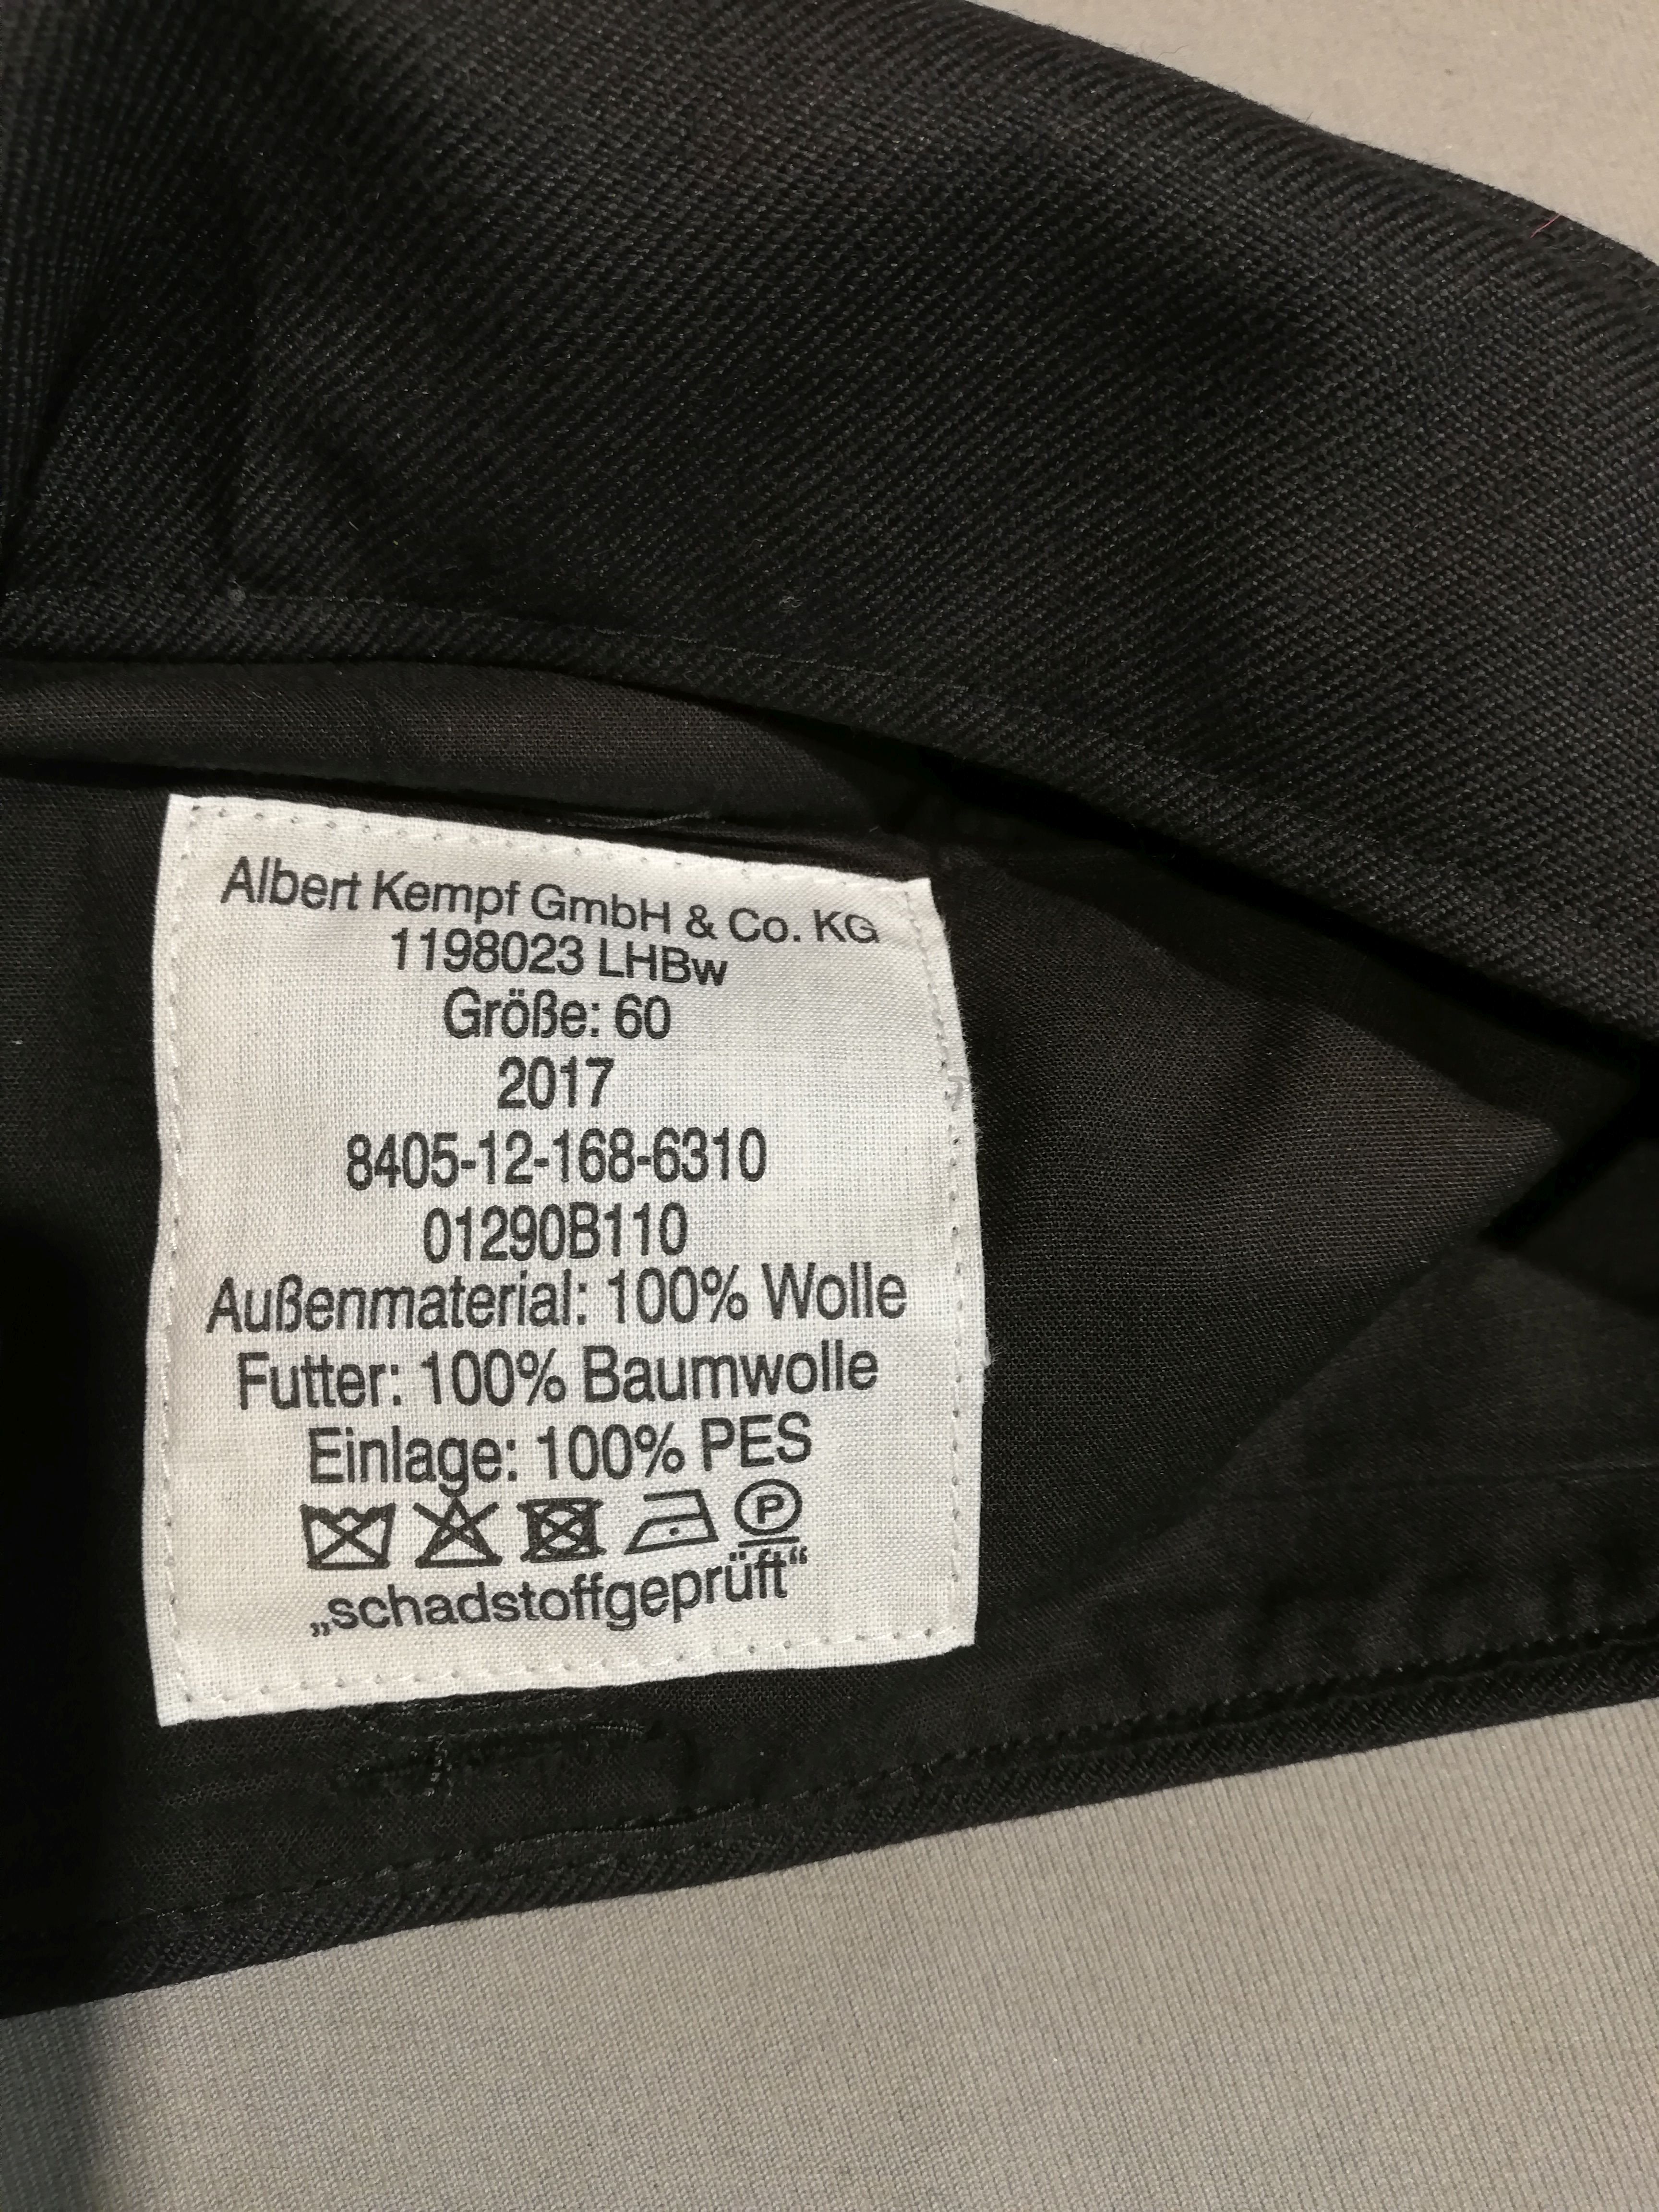 Albert Kempf GmbH & Co. KG
1198023 LHBw
Größe: 60
2017
8405-12-168-6310
01290B110
Außenmaterial: 100% Wolle
Futter: 100% Baumwolle
Einlage: 100% PES
P
„schadstoffgeprüft“